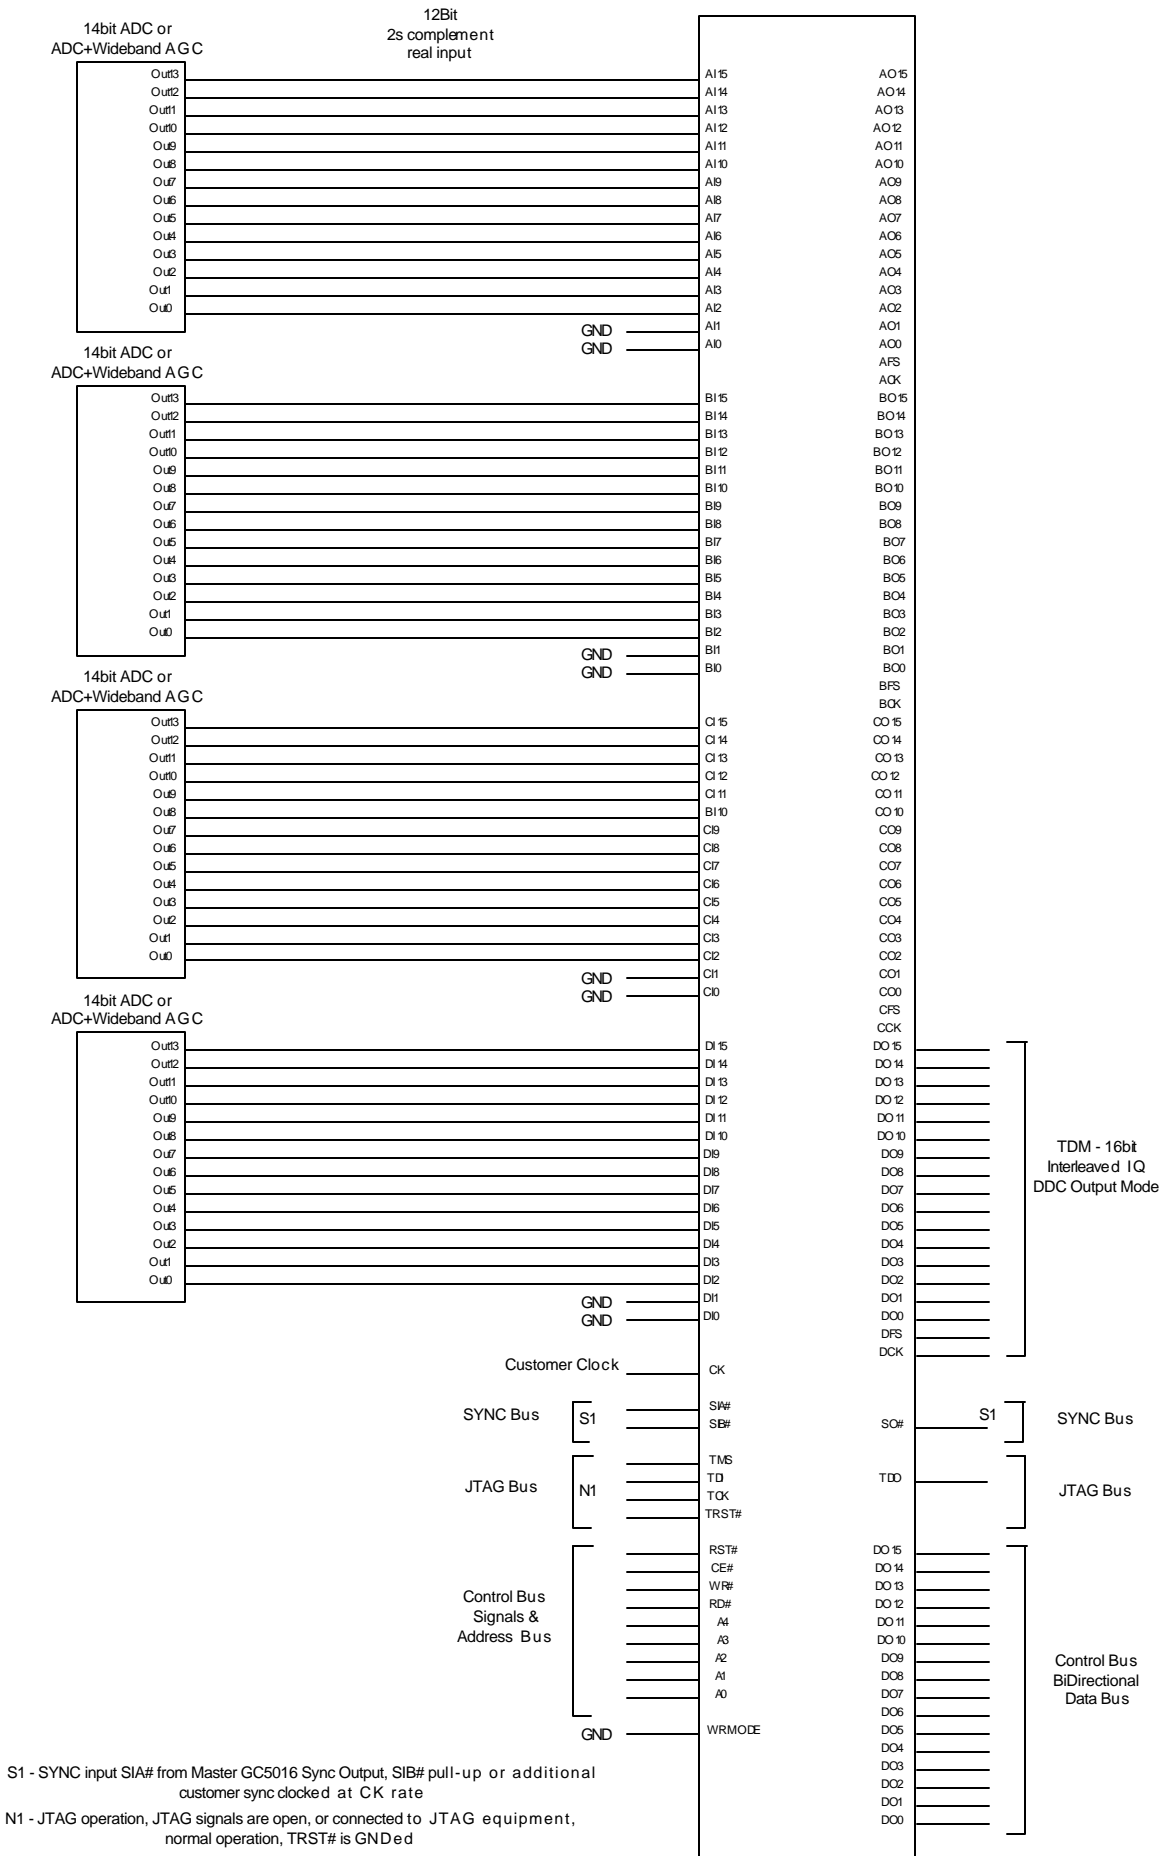 12Bit
2s complement
real input
14bit ADC or
ADC+Wideband AGC
Out13
Out12
Out11
Out10
Out9
Out8
Out7
Out6
Out5
Out4
Out3
Out2
Out1
Out0
AI15
AI14
AI13
AI12
AI11
AI10
AI9
AI8
AI7
AI6
AI5
AI4
AI3
AI2
GND AI1
GND AI0
AO15
AO14
AO13
AO12
AO11
AO10
AO9
AO8
AO7
AO6
AO5
AO4
AO3
AO2
AO1
AO0
AFS
ACK
14bit ADC or
ADC+Wideband AGC
Out13
Out12
Out11
Out10
Out9
Out8
Out7
Out6
Out5
Out4
Out3
Out2
Out1
Out0
BI15
BI14
BI13
BI12
BI11
BI10
BI9
BI8
BI7
BI6
BI5
BI4
BI3
BI2
GND BI1
GND BI0
BO15
BO14
BO13
BO12
BO11
BO10
BO9
BO8
BO7
BO6
BO5
BO4
BO3
BO2
BO1
BO0
BFS
BCK
14bit ADC or
ADC+Wideband AGC
Out13
Out12
Out11
Out10
Out9
Out8
Out7
Out6
Out5
Out4
Out3
Out2
Out1
Out0
CI15
CI14
CI13
CI12
CI11
BI10
CI9
CI8
CI7
CI6
CI5
CI4
CI3
CI2
GND CI1
GND CI0
CO15
CO14
CO13
CO12
CO11
CO10
CO9
CO8
CO7
CO6
CO5
CO4
CO3
CO2
CO1
CO0
CFS
CCK
14bit ADC or
ADC+Wideband AGC
Out13
Out12
Out11
Out10
Out9
Out8
Out7
Out6
Out5
Out4
Out3
Out2
Out1
Out0
DI15
DI14
DI13
DI12
DI11
DI10
DI9
DI8
DI7
DI6
DI5
DI4
DI3
DI2
GND DI1
GND DI0
DO15
DO14
DO13
DO12
DO11
DO10
DO9
DO8
DO7
DO6
DO5
DO4
DO3
DO2
DO1
DO0
DFS
DCK
TDM - 16bit
Interleaved IQ
DDC Output Mode
Customer Clock CK
SYNC Bus S1
SIA#
SIB#
SO# S1 SYNC Bus
JTAG Bus N1
TMS
TDI
TCK
TRST#
TDO JTAG Bus
Control Bus
Signals &
Address Bus
RST#
CE#
WR#
RD#
A4
A3
A2
A1
A0
GND WRMODE
DO15
DO14
DO13
DO12
DO11
DO10
DO9
DO8
DO7
DO6
DO5
DO4
DO3
DO2
DO1
DO0
Control Bus
BiDirectional
Data Bus
S1 - SYNC input SIA# from Master GC5016 Sync Output, SIB# pull-up or additional
customer sync clocked at CK rate
N1 - JTAG operation, JTAG signals are open, or connected to JTAG equipment,
normal operation, TRST# is GNDed